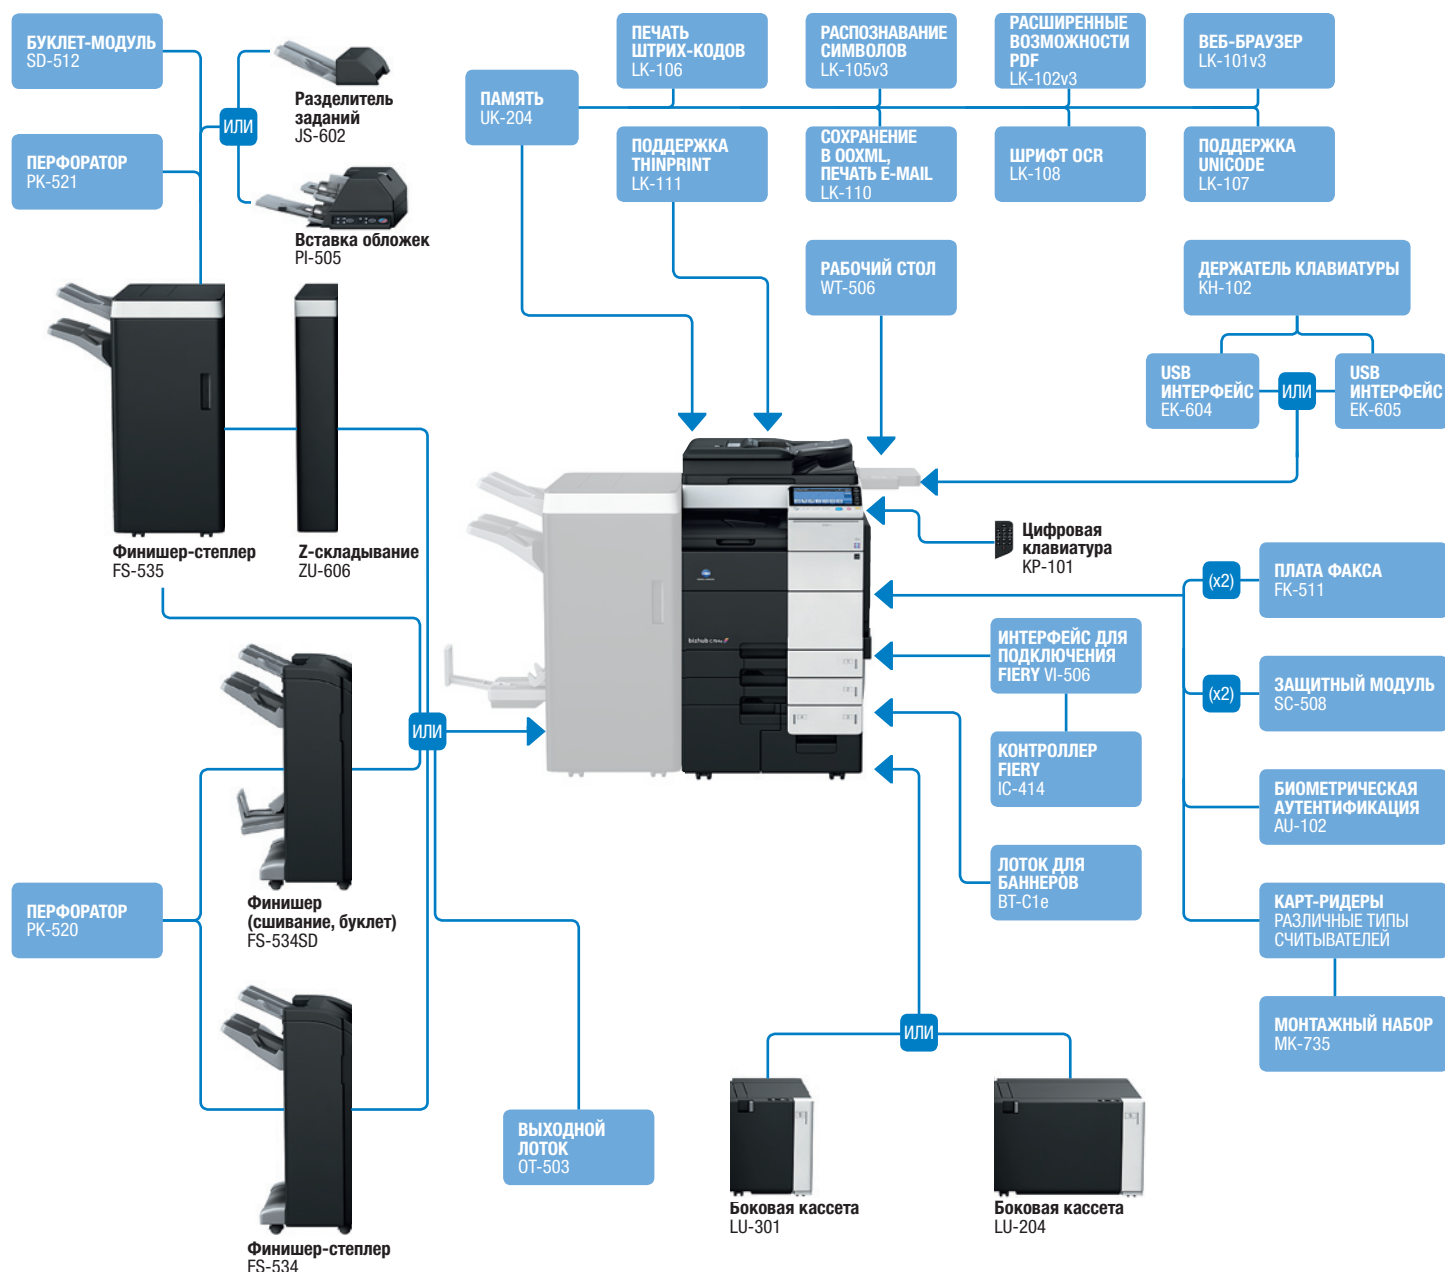 БУКЛЕТ-МОДУЛЬ
SD-512
ИЛИ
Разделитель
заданий
JS-602
ПЕРФОРАТОР
PK-521
Вставка обложек
PI-505
ПАМЯТЬ
UK-204
ПЕЧАТЬ
ШТРИХ-КОДОВ
LK-106
РАСПОЗНАВАНИЕ
СИМВОЛОВ
LK-105v3
РАСШИРЕННЫЕ
ВОЗМОЖНОСТИ
PDF
LK-102v3
ВЕБ-БРАУЗЕР
LK-101v3
ПОДДЕРЖКА
THINPRINT
LK-111
СОХРАНЕНИЕ
В OOXML,
ПЕЧАТЬ E-MAIL
LK-110
ШРИФТ OCR
LK-108
ПОДДЕРЖКА
UNICODE
LK-107
РАБОЧИЙ СТОЛ
WT-506
ДЕРЖАТЕЛЬ КЛАВИАТУРЫ
KH-102
USB
ИНТЕРФЕЙС
EK-604
ИЛИ
USB
ИНТЕРФЕЙС
EK-605
Финишер-степлер
FS-535
Z-складывание
ZU-606
Цифровая
клавиатура
KP-101
(x2)
ПЛАТА ФАКСА
FK-511
bizhub
ИНТЕРФЕЙС ДЛЯ
ПОДКЛЮЧЕНИЯ
FIERY VI-506
(x2)
ЗАЩИТНЫЙ МОДУЛЬ
SC-508
ИЛИ
КОНТРОЛЛЕР
FIERY
IC-414
БИОМЕТРИЧЕСКАЯ
АУТЕНТИФИКАЦИЯ
AU-102
ЛОТОК ДЛЯ
БАННЕРОВ
BT-C1e
КАРТ-РИДЕРЫ
РАЗЛИЧНЫЕ ТИПЫ
СЧИТЫВАТЕЛЕЙ
ПЕРФОРАТОР
PK-520
Финишер
(сшивание, буклет)
FS-534SD
МОНТАЖНЫЙ НАБОР
MK-735
ИЛИ
ВЫХОДНОЙ
ЛОТОК
OT-503
Боковая кассета
LU-301
Боковая кассета
LU-204
Финишер-степлер
FS-534